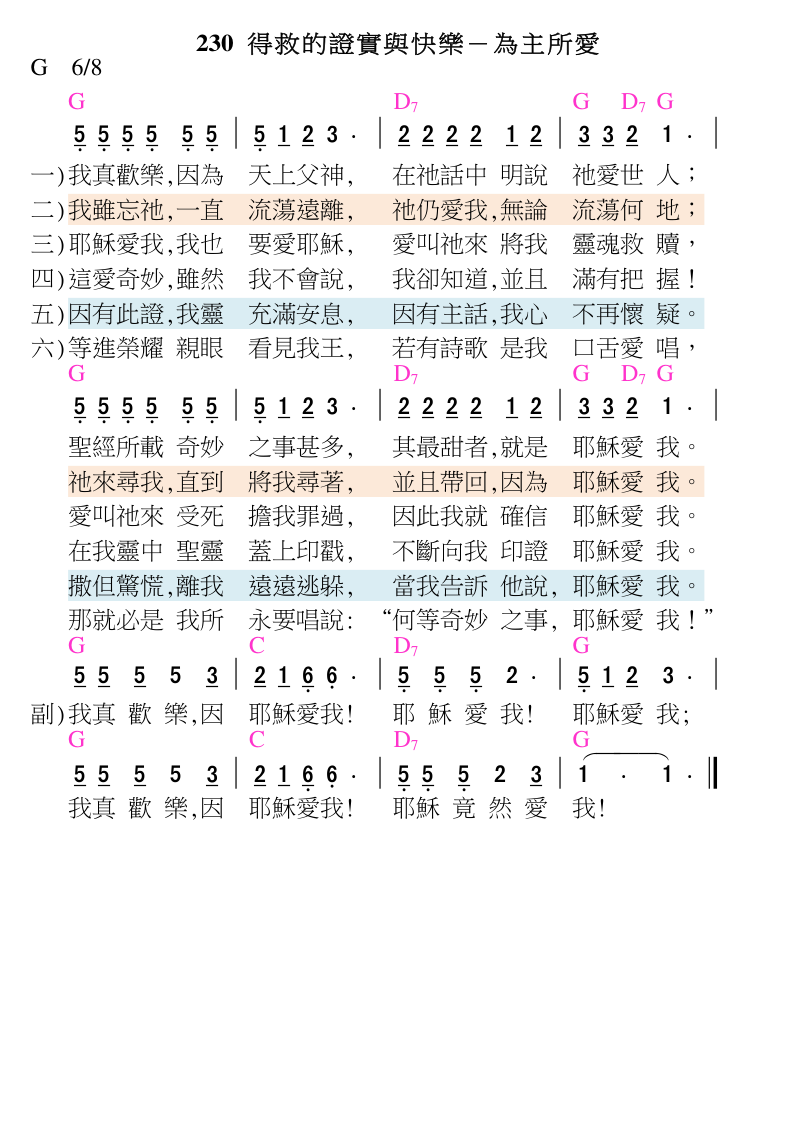 230 得救的證實與快樂－為主所愛
G 6/8
G D7 G D7 G
5 5 5 5 5 5 | 5 1 2 3 · | 2 2 2 2 1 2 | 3 3 2 1 · |
一)我真歡樂,因為 天上父神, 在祂話中 明說 祂愛世 人；
二)我雖忘祂,一直 流蕩遠離, 祂仍愛我,無論 流蕩何 地；
三)耶穌愛我,我也 要愛耶穌, 愛叫祂來 將我 靈魂救 贖，
四)這愛奇妙,雖然 我不會說, 我卻知道,並且 滿有把 握！
五)因有此證,我靈 充滿安息, 因有主話,我心 不再懷 疑。
六)等進榮耀 親眼 看見我王, 若有詩歌 是我 口舌愛 唱，
G D7 G D7 G
5 5 5 5 5 5 | 5 1 2 3 · | 2 2 2 2 1 2 | 3 3 2 1 · |
聖經所載 奇妙 之事甚多, 其最甜者,就是 耶穌愛 我。
祂來尋我,直到 將我尋著, 並且帶回,因為 耶穌愛 我。
愛叫祂來 受死 擔我罪過, 因此我就 確信 耶穌愛 我。
在我靈中 聖靈 蓋上印戳, 不斷向我 印證 耶穌愛 我。
撒但驚慌,離我 遠遠逃躲, 當我告訴 他說, 耶穌愛 我。
那就必是 我所 永要唱說: “何等奇妙 之事, 耶穌愛 我！”
G C D7 G
5 5 5 5 3 | 2 1 6 6 · | 5 5 5 2 · | 5 1 2 3 · |
副)我真 歡 樂,因 耶穌愛我! 耶 穌 愛 我! 耶穌愛 我;
G C D7 G
5 5 5 5 3 | 2 1 6 6 · | 5 5 5 2 3 | 1 · 1 · ‖
我真 歡 樂,因 耶穌愛我! 耶穌 竟 然 愛 我!